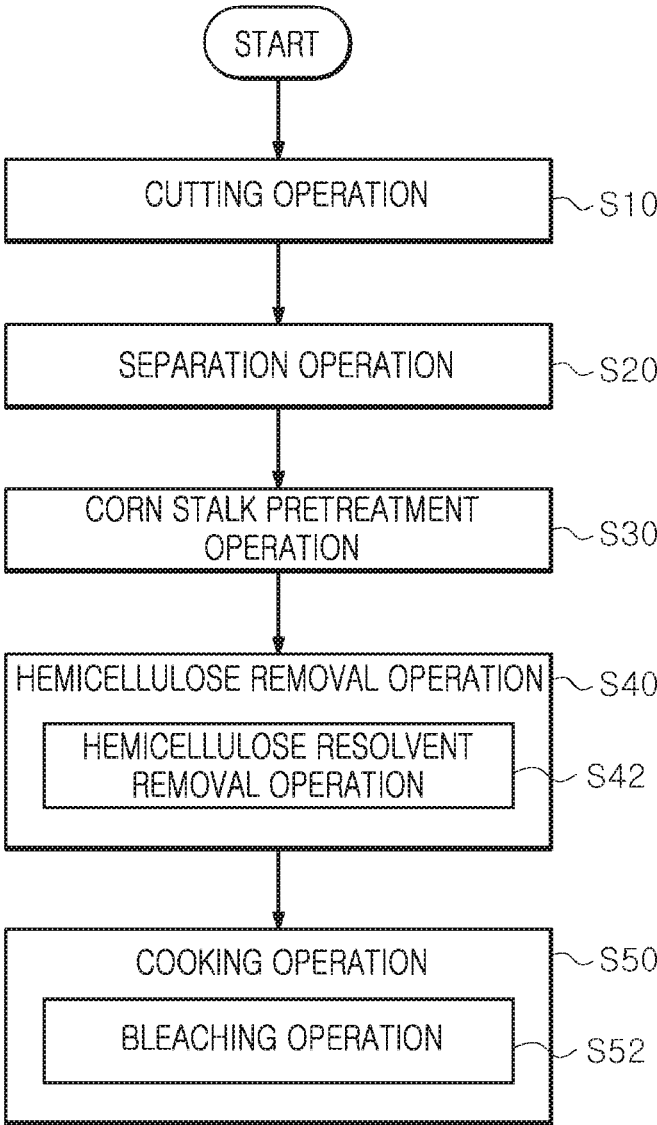 START
CUTTING OPERATION
S10
SEPARATION OPERATION
S20
CORN STALK PRETREATMENT
OPERATION
S30
HEMICELLULOSE REMOVAL OPERATION
S40
HEMICELLULOSE RESOLVENT
REMOVAL OPERATION
S42
COOKING OPERATION
S50
BLEACHING OPERATION
S52